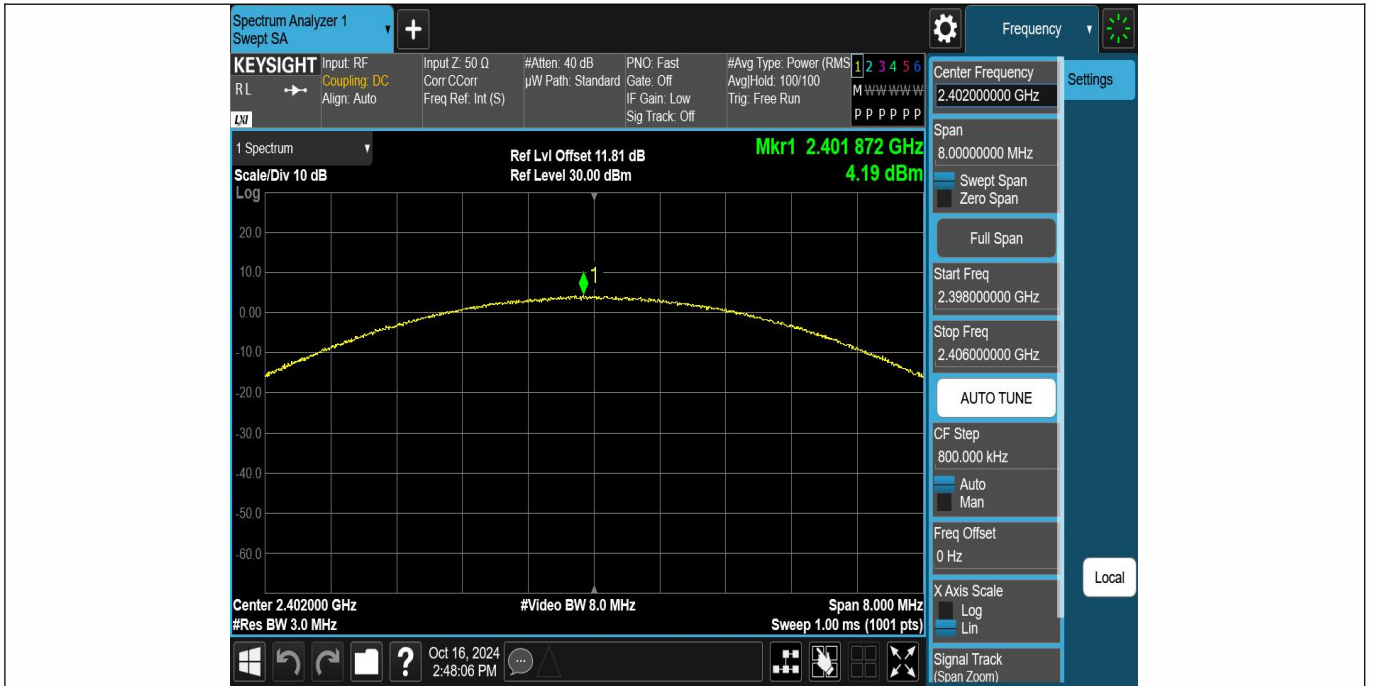 Spectrum Analyzer 1
Swept SA
+
Frequency
KEYSIGHT
RL
LXI
Input: RF
Coupling: DC
Align: Auto
Input Z: 50 Ω
Corr CCorr
Freq Ref: Int (S)
#Atten: 40 dB
µW Path: Standard
PNO: Fast
Gate: Off
IF Gain: Low
Sig Track: Off
#Avg Type: Power (RMS
Avg|Hold: 100/100
Trig: Free Run
1 2 3 4 5 6
M W W W W W
P P P P P P
1 Spectrum
Scale/Div 10 dB
Ref Lvl Offset 11.81 dB
Ref Level 30.00 dBm
Mkr1 2.401 872 GHz
4.19 dBm
Log
20.0
10.0
0.00
-10.0
-20.0
-30.0
-40.0
-50.0
-60.0
1
Center 2.402000 GHz
#Res BW 3.0 MHz
#Video BW 8.0 MHz
Span 8.000 MHz
Sweep 1.00 ms (1001 pts)
Center Frequency
2.402000000 GHz
Span
8.00000000 MHz
Swept Span
Zero Span
Full Span
Start Freq
2.398000000 GHz
Stop Freq
2.406000000 GHz
AUTO TUNE
CF Step
800.000 kHz
Auto
Man
Freq Offset
0 Hz
X Axis Scale
Log
Lin
Signal Track
(Span Zoom)
Settings
Local
?
Oct 16, 2024
2:48:06 PM